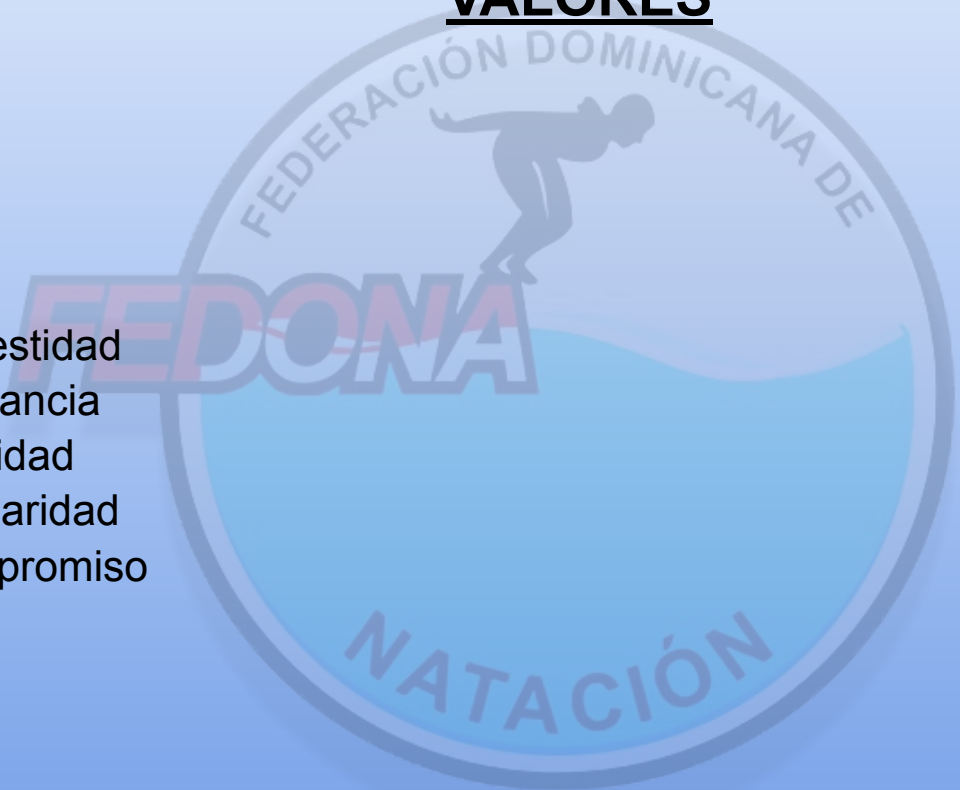 VALORES
FEDERACIÓN DOMINICANA DE
FEDONA
estidad
ancia
idad
aridad
promiso
NATACIÓN